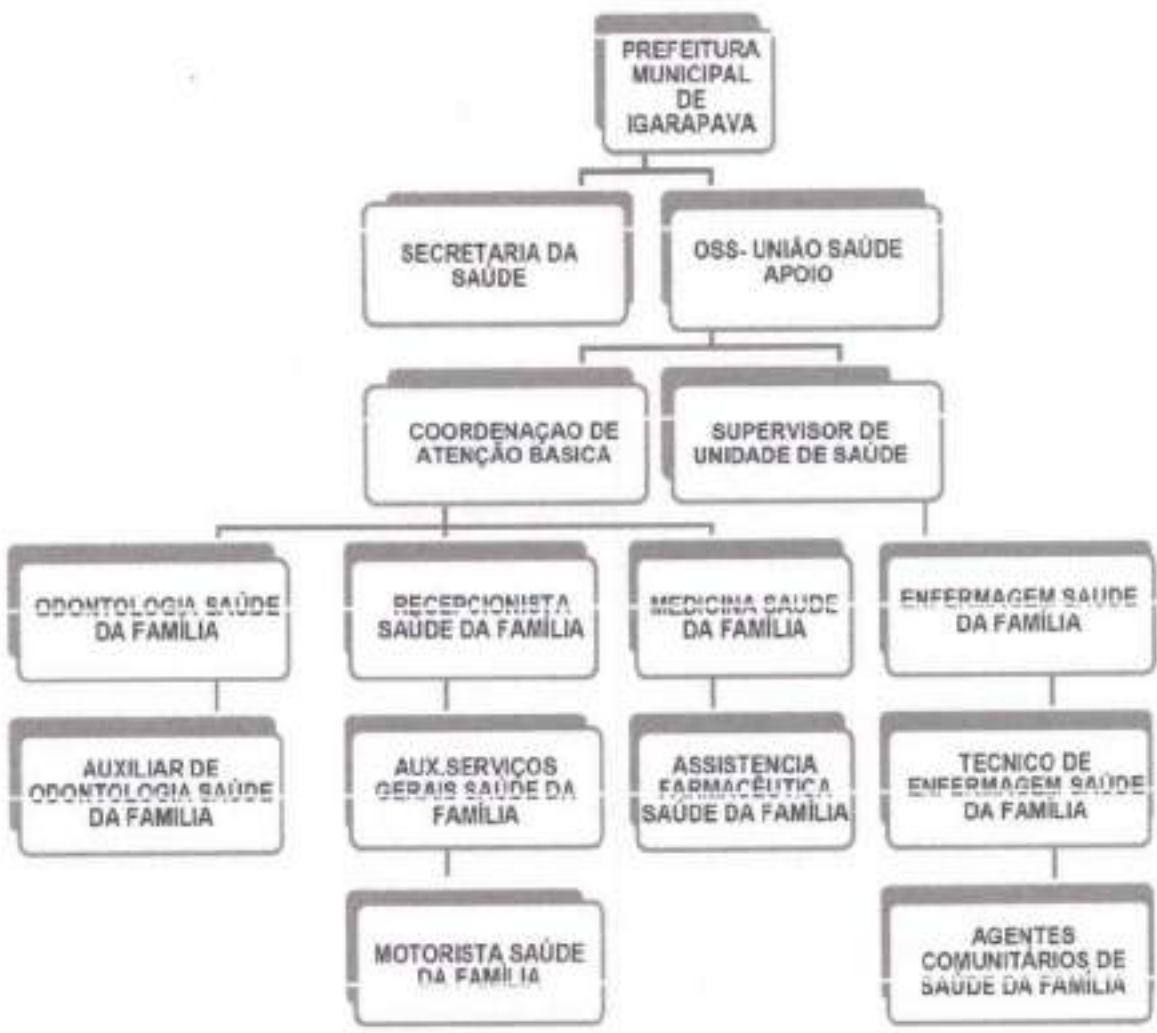 PREFEITURA
MUNICIPAL
DE
IGARAPAVA
SECRETARIA DA
SAÚDE
OSS- UNIÃO SAÚDE
APOIO
COORDENAÇAO DE
ATENÇÃO BASICA
SUPERVISOR DE
UNIDADE DE SAÚDE
ODONTOLOGIA SAÚDE
DA FAMÍLIA
RECEPCIONISTA
SAÚDE DA FAMÍLIA
MEDICINA SAUDE
DA FAMÍLIA
ENFERMAGEM SAUDE
DA FAMÍLIA
AUXILIAR DE
ODONTOLOGIA SAÚDE
DA FAMILIA
AUX.SERVIÇOS
GERAIS SAÚDE DA
FAMÍLIA
ASSISTENCIA
FARMACÊUTICA
SAÚDE DA FAMÍLIA
TECNICO DE
ENFERMAGEM SAÚDE
DA FAMÍLIA
MOTORISTA SAÚDE
DA FAMÍLIA
AGENTES
COMUNITÁRIOS DE
SAÚDE DA FAMÍLIA